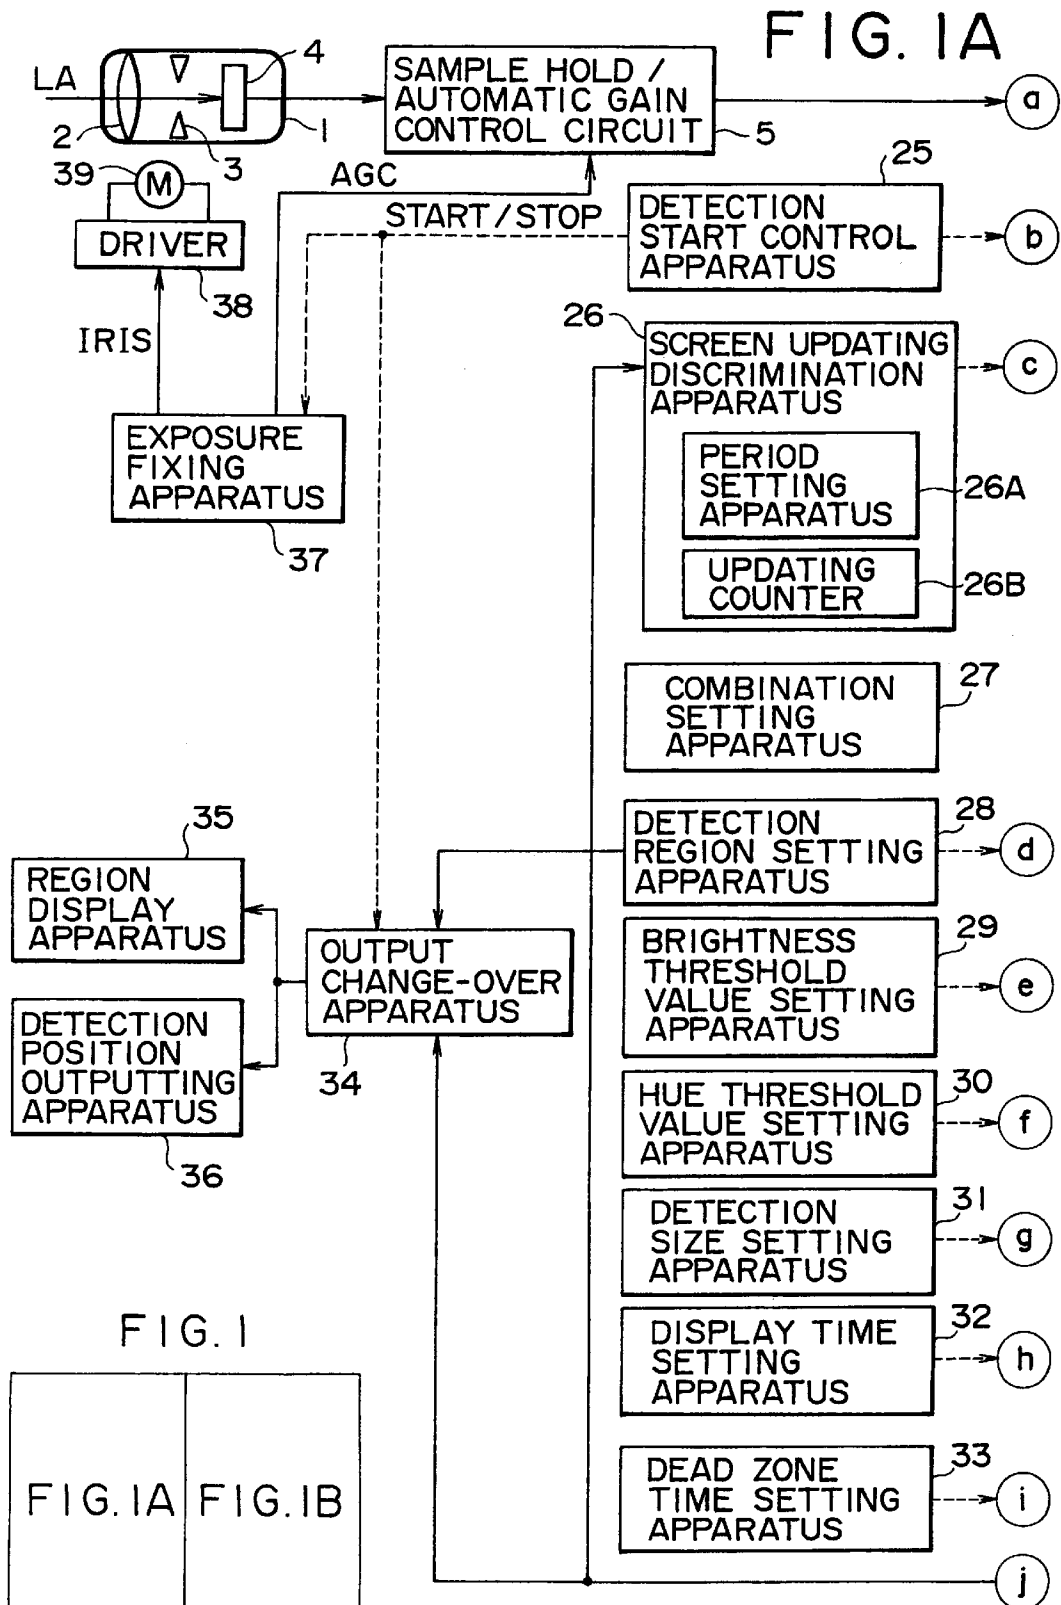 FIG. 1A
LA
2
3
4
1
SAMPLE HOLD /
AUTOMATIC GAIN
CONTROL CIRCUIT
5
a
39
M
DRIVER
38
AGC
START/STOP
IRIS
25
DETECTION
START CONTROL
APPARATUS
b
26
SCREEN UPDATING
DISCRIMINATION
APPARATUS
c
PERIOD
SETTING
APPARATUS
26A
UPDATING
COUNTER
26B
EXPOSURE
FIXING
APPARATUS
37
COMBINATION
SETTING
APPARATUS
27
DETECTION
REGION SETTING
APPARATUS
28
d
35
REGION
DISPLAY
APPARATUS
OUTPUT
CHANGE-OVER
APPARATUS
34
BRIGHTNESS
THRESHOLD
VALUE SETTING
APPARATUS
29
e
DETECTION
POSITION
OUTPUTTING
APPARATUS
36
HUE THRESHOLD
VALUE SETTING
APPARATUS
30
f
DETECTION
SIZE SETTING
APPARATUS
31
g
DISPLAY TIME
SETTING
APPARATUS
32
h
DEAD ZONE
TIME SETTING
APPARATUS
33
i
j
FIG. 1
FIG. 1A
FIG. 1B